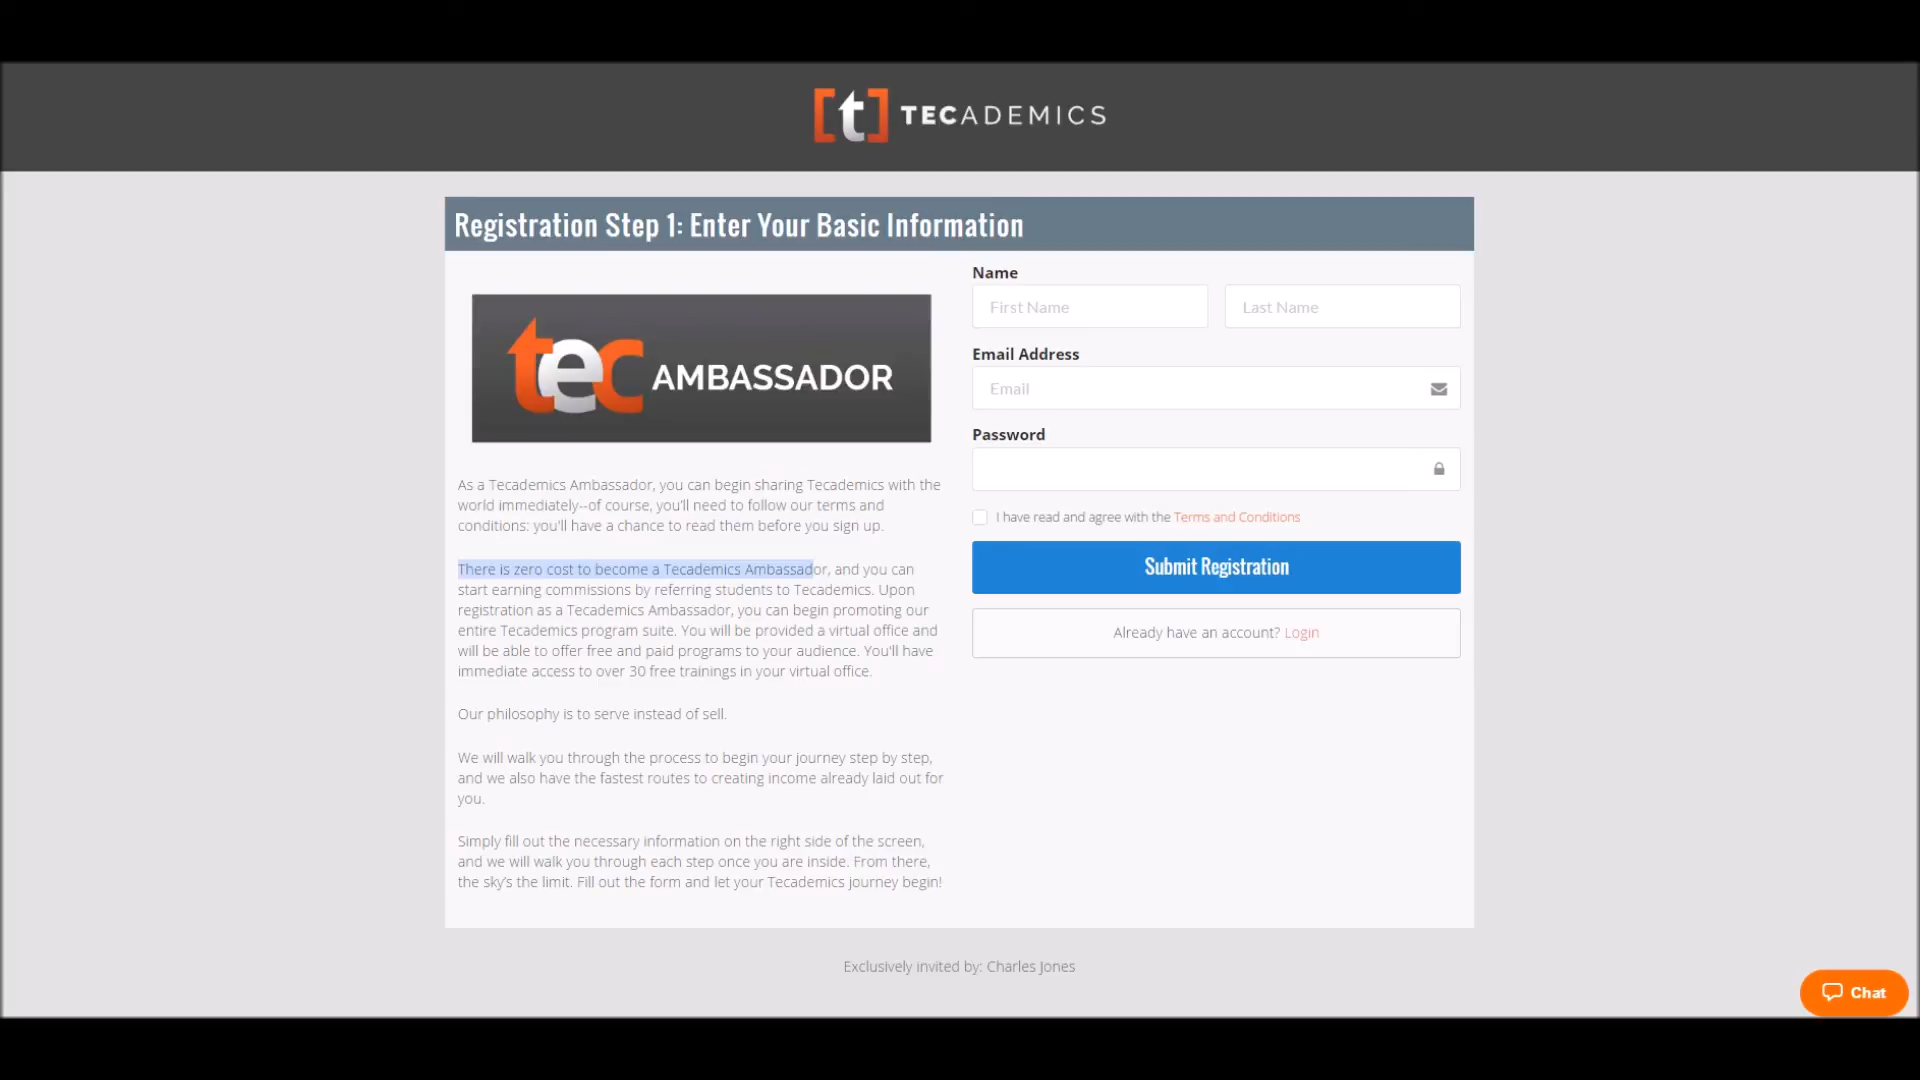 [t] TECADEMICS
Registration Step 1: Enter Your Basic Information
tec AMBASSADOR
As a Tecademics Ambassador, you can begin sharing Tecademics with the
world immediately--of course, you'll need to follow our terms and
conditions: you'll have a chance to read them before you sign up.
There is zero cost to become a Tecademics Ambassador, and you can
start earning commissions by referring students to Tecademics. Upon
registration as a Tecademics Ambassador, you can begin promoting our
entire Tecademics program suite. You will be provided a virtual office and
will be able to offer free and paid programs to your audience. You'll have
immediate access to over 30 free trainings in your virtual office.
Our philosophy is to serve instead of sell.
We will walk you through the process to begin your journey step by step,
and we also have the fastest routes to creating income already laid out for
you.
Simply fill out the necessary information on the right side of the screen,
and we will walk you through each step once you are inside. From there,
the sky's the limit. Fill out the form and let your Tecademics journey begin!
Name
First Name
Last Name
Email Address
Email
Password
I have read and agree with the Terms and Conditions
Submit Registration
Already have an account? Login
Exclusively invited by: Charles Jones
Chat